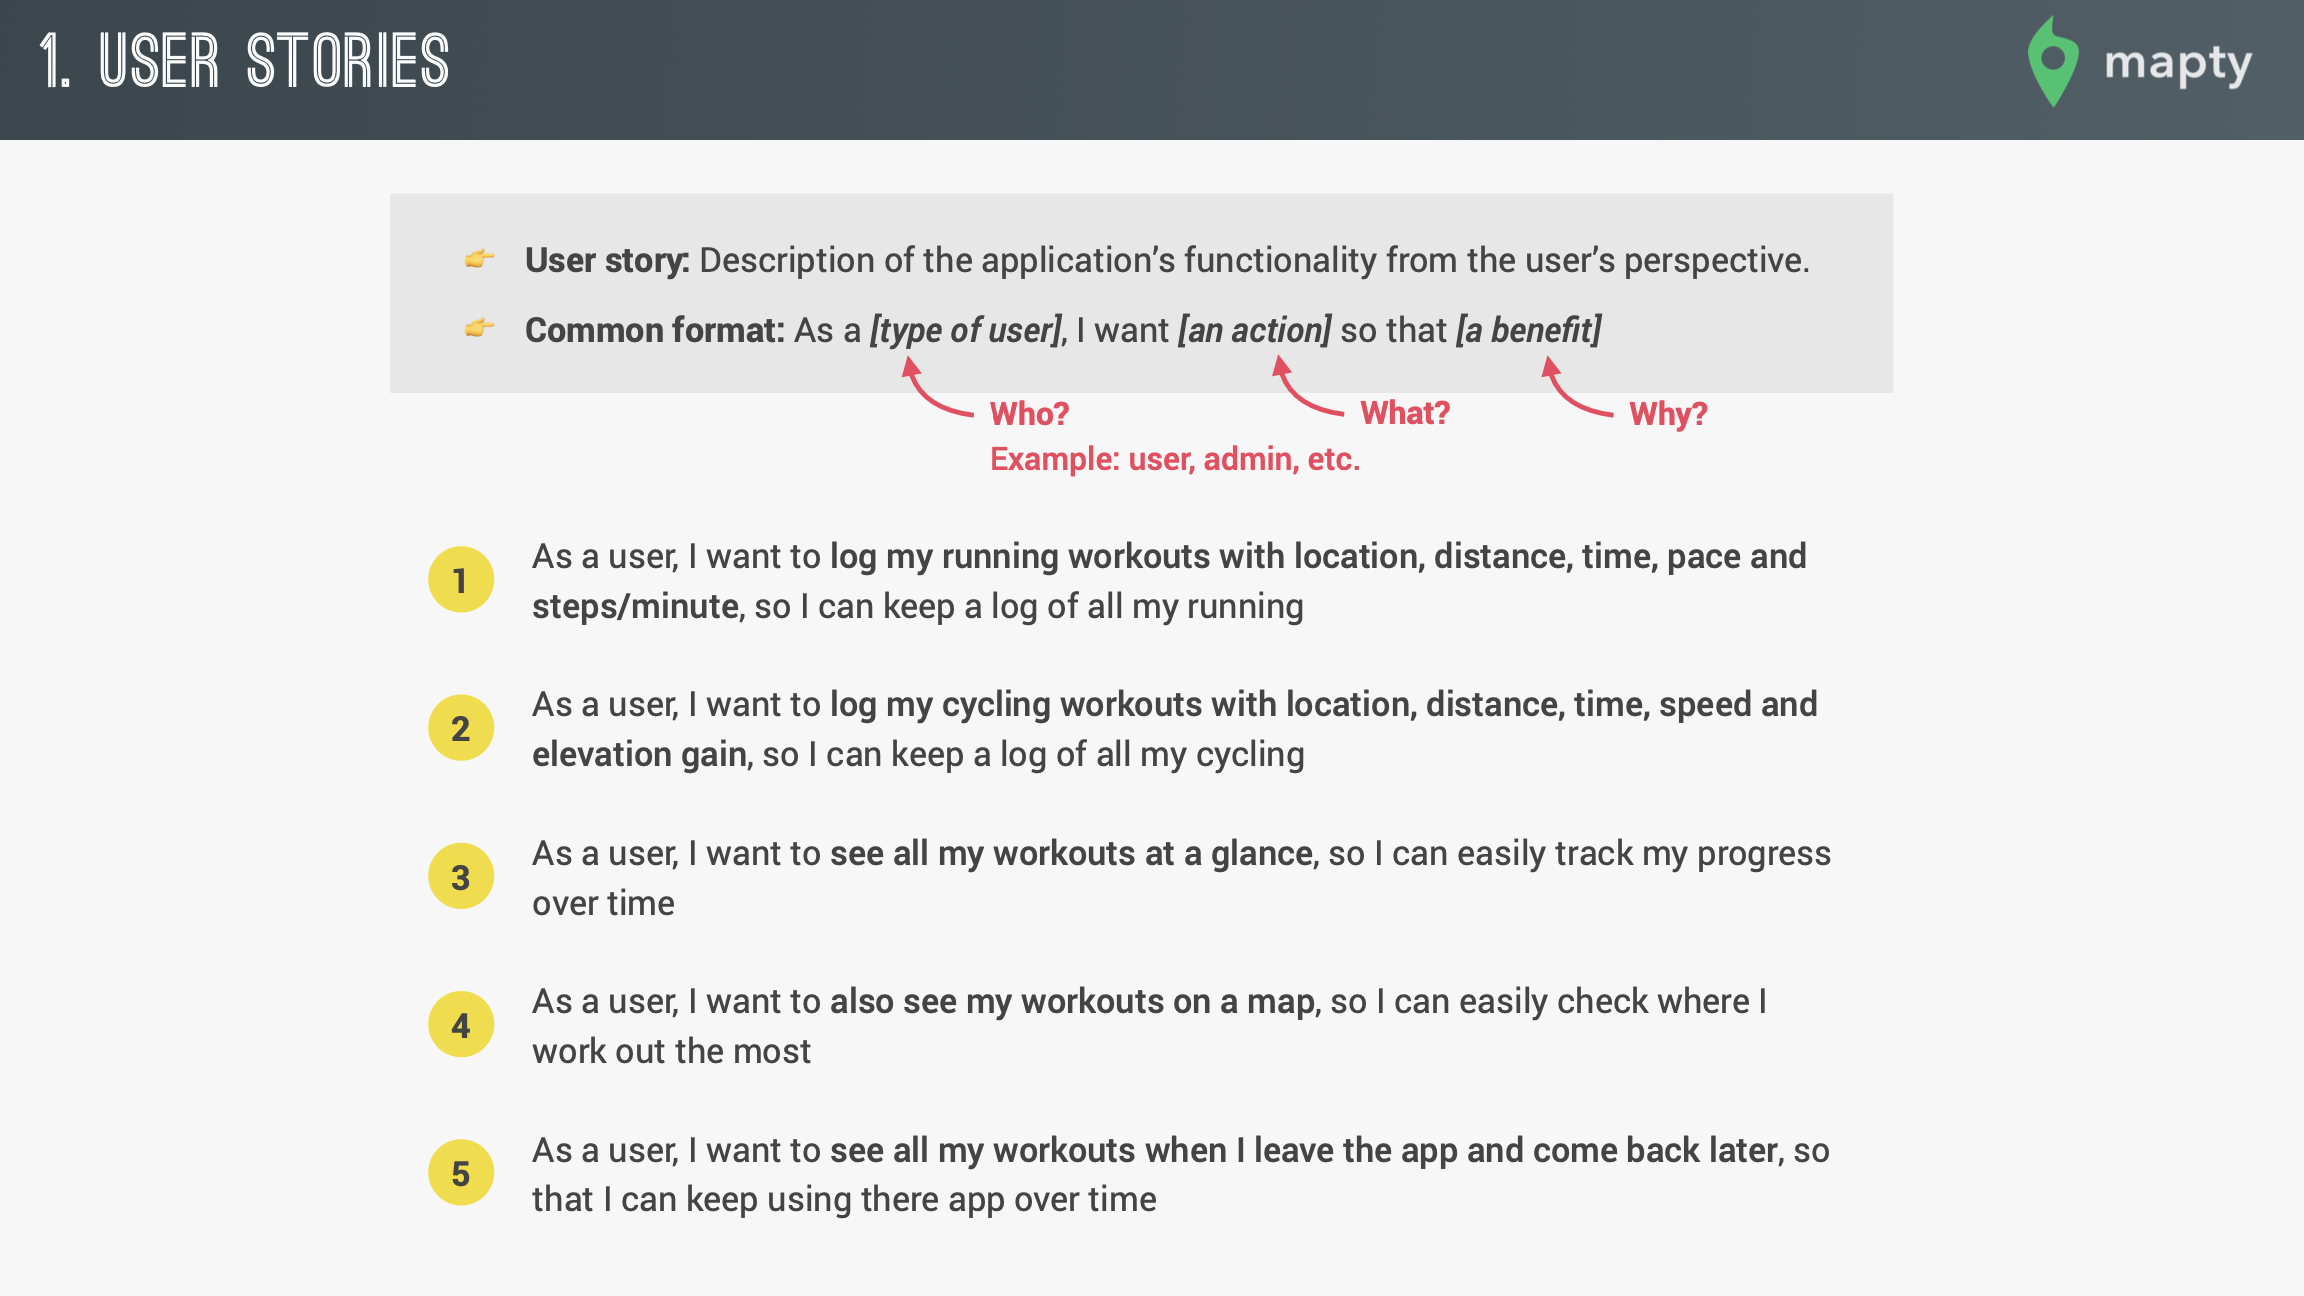 1. USER STORIES
mapty
👉 User story: Description of the application’s functionality from the user’s perspective.
👉 Common format: As a [type of user], I want [an action] so that [a benefit]
Who?
What?
Why?
Example: user, admin, etc.
1
As a user, I want to log my running workouts with location, distance, time, pace and
steps/minute, so I can keep a log of all my running
2
As a user, I want to log my cycling workouts with location, distance, time, speed and
elevation gain, so I can keep a log of all my cycling
3
As a user, I want to see all my workouts at a glance, so I can easily track my progress
over time
4
As a user, I want to also see my workouts on a map, so I can easily check where I
work out the most
5
As a user, I want to see all my workouts when I leave the app and come back later, so
that I can keep using there app over time